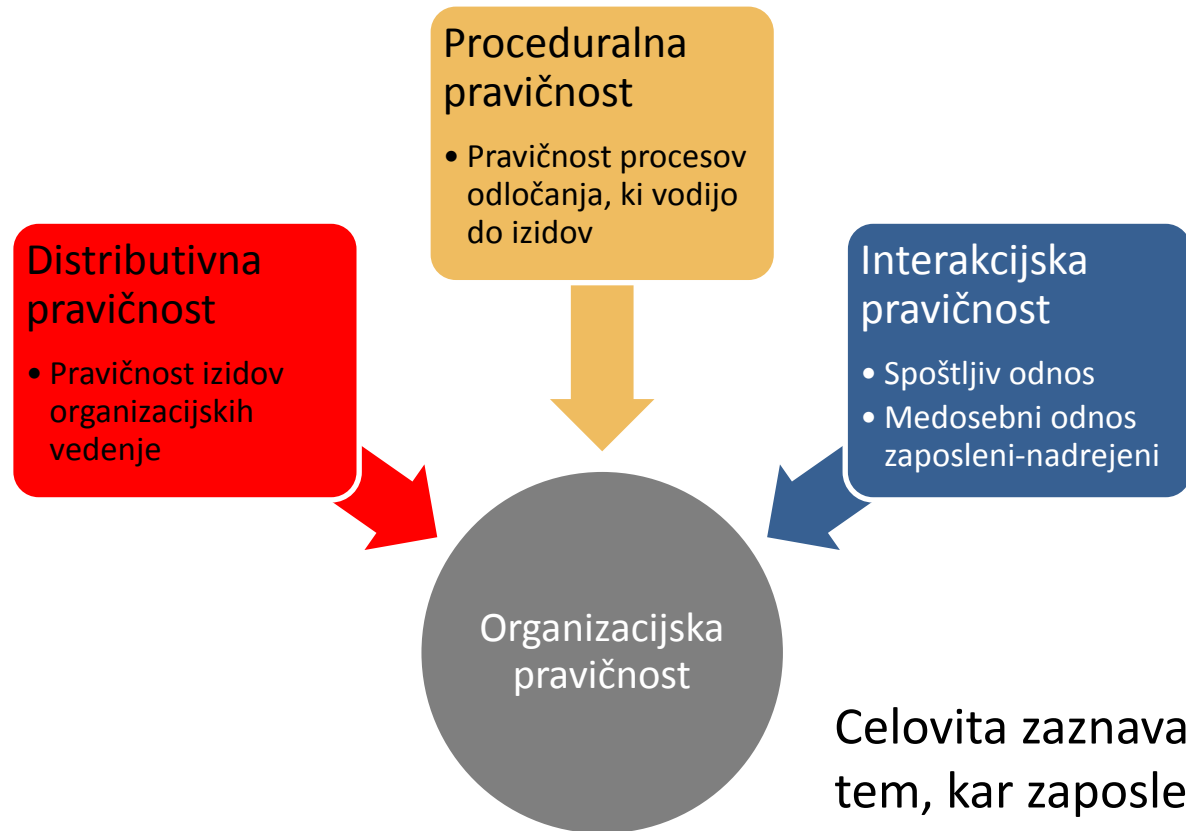 Proceduralna
pravičnost
• Pravičnost procesov
odločanja, ki vodijo
do izidov
Distributivna
pravičnost
• Pravičnost izidov
organizacijskih
vedenje
Interakcijska
pravičnost
• Spoštljiv odnos
• Medosebni odnos
zaposleni-nadrejeni
Organizacijska
pravičnost
Celovita zaznava
tem, kar zaposle